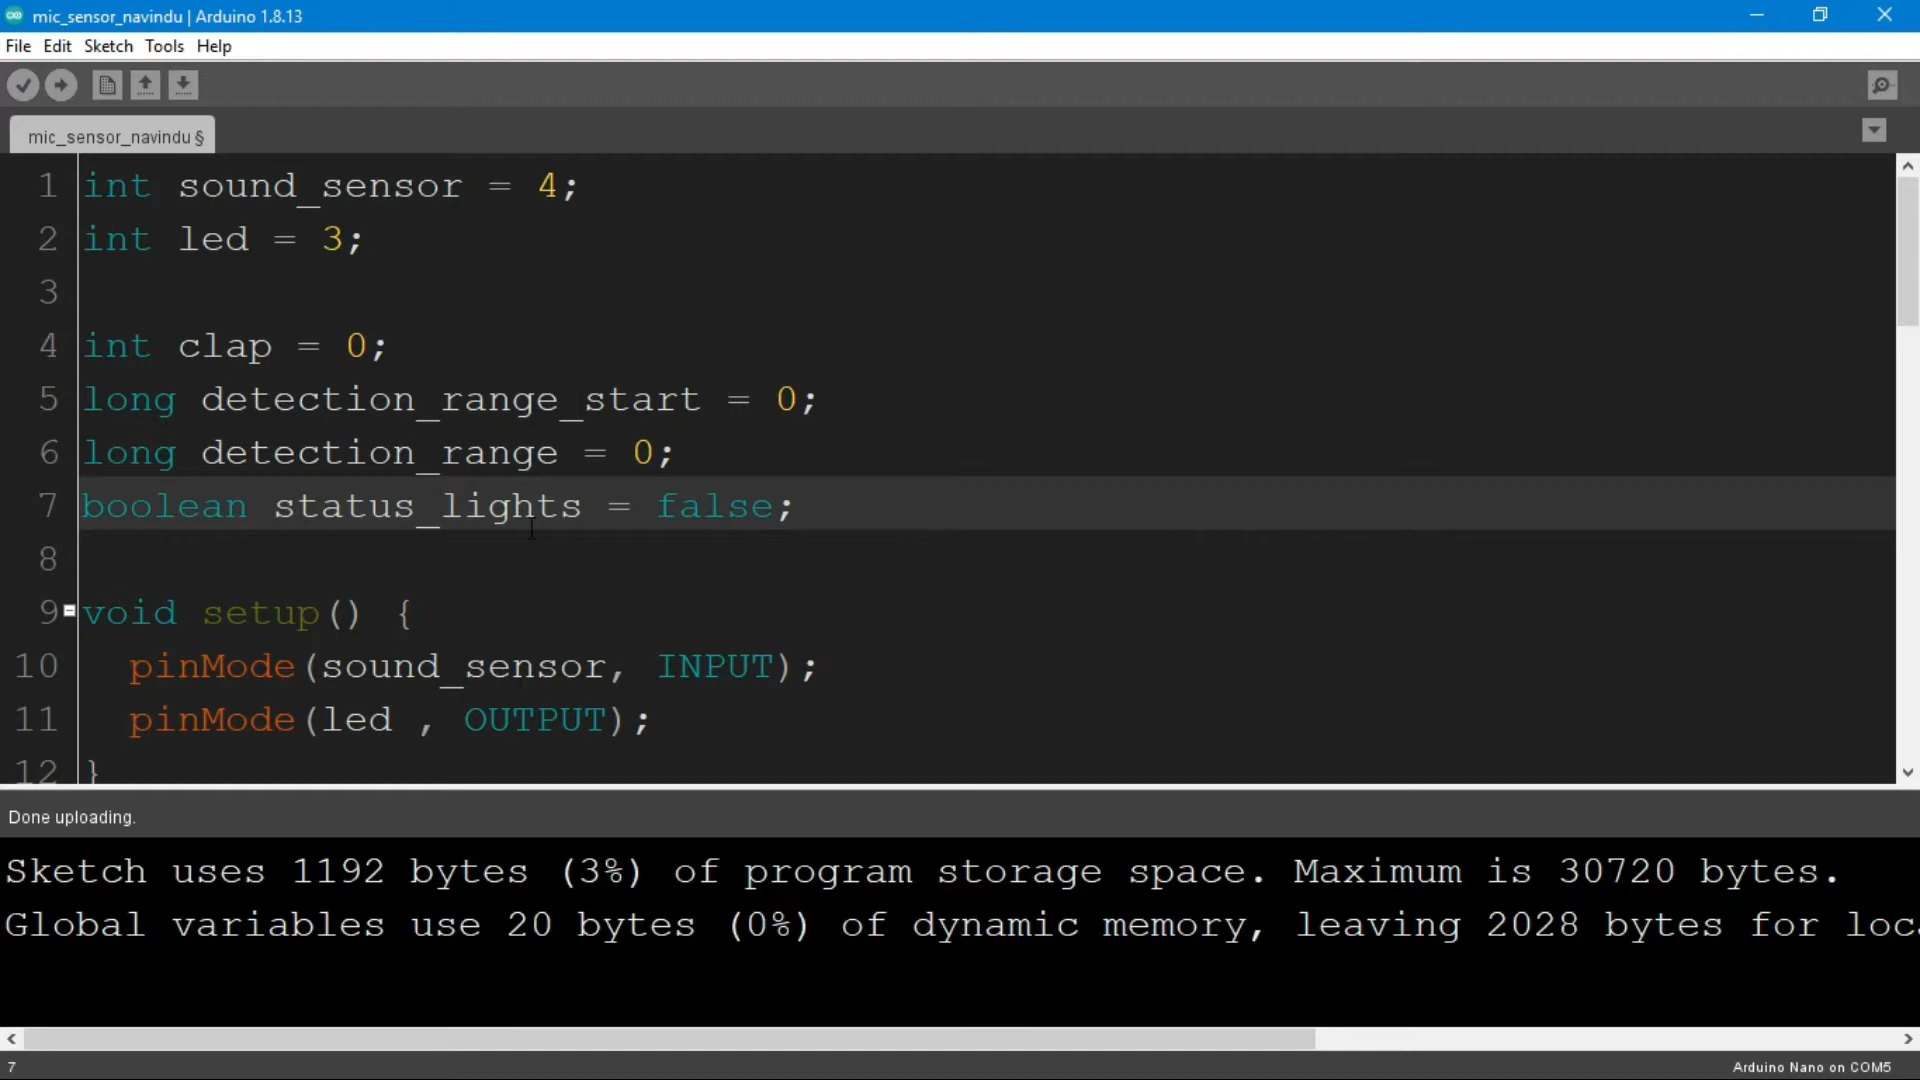 mic_sensor_navindu | Arduino 1.8.13
File Edit Sketch Tools Help
mic_sensor_navindu §
1 int sound_sensor = 4;
2 int led = 3;
3
4 int clap = 0;
5 long detection_range_start = 0;
6 long detection_range = 0;
7 boolean status_lights = false;
8
9 void setup() {
10 pinMode(sound_sensor, INPUT);
11 pinMode(led , OUTPUT);
12 }
Done uploading.
Sketch uses 1192 bytes (3%) of program storage space. Maximum is 30720 bytes.
Global variables use 20 bytes (0%) of dynamic memory, leaving 2028 bytes for loc
7 Arduino Nano on COM5